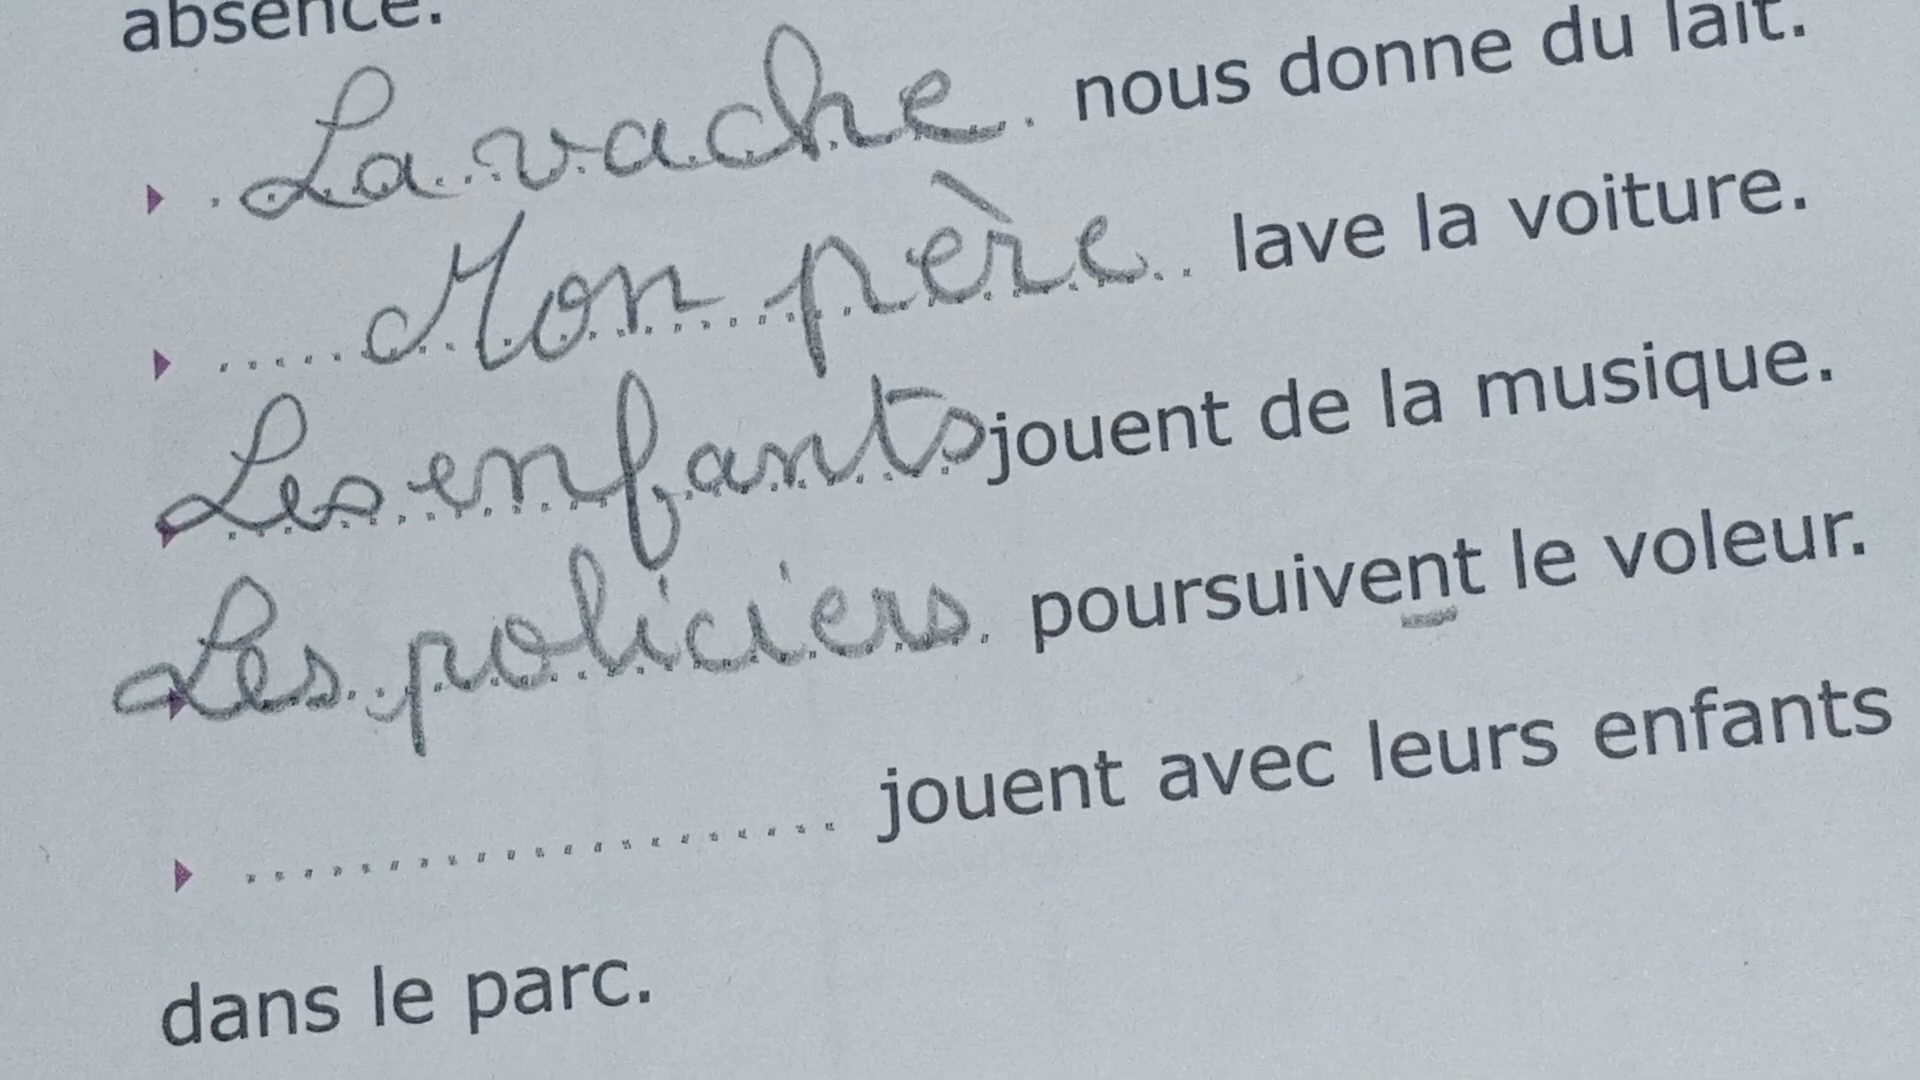 absence.
La vache nous donne du lait.
Mon père lave la voiture.
Les enfants jouent de la musique.
Les policiers poursuivent le voleur.
.................... jouent avec leurs enfants
dans le parc.